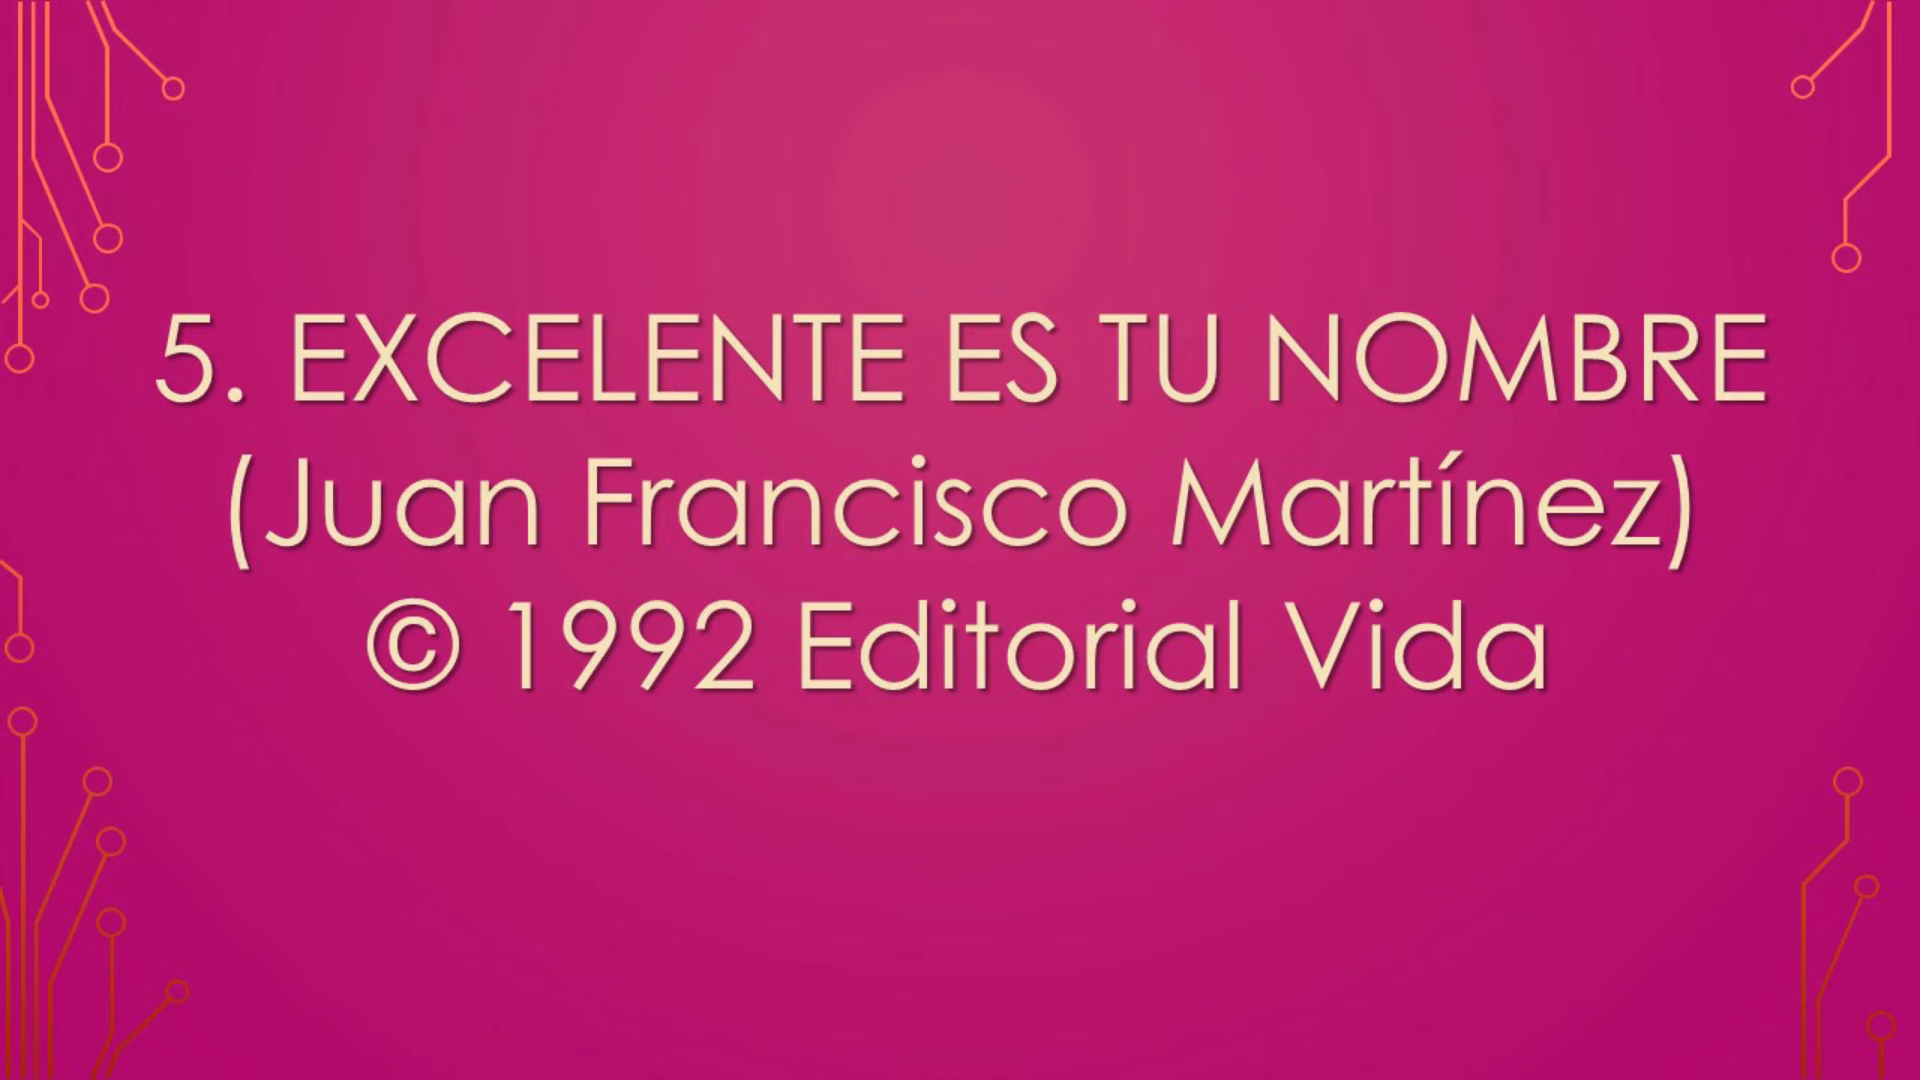 5. EXCELENTE ES TU NOMBRE
(Juan Francisco Martínez)
© 1992 Editorial Vida